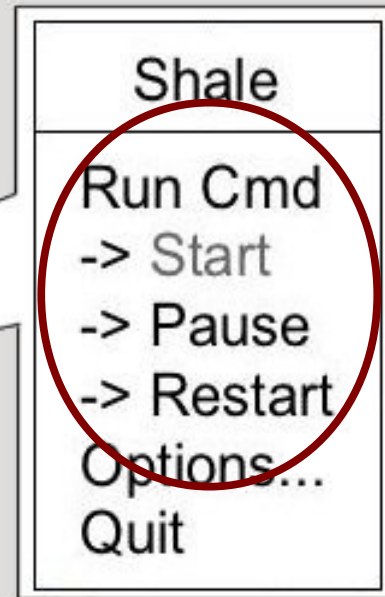 Shale
Run Cmd
-> Start
-> Pause
-> Restart
Options...
Quit